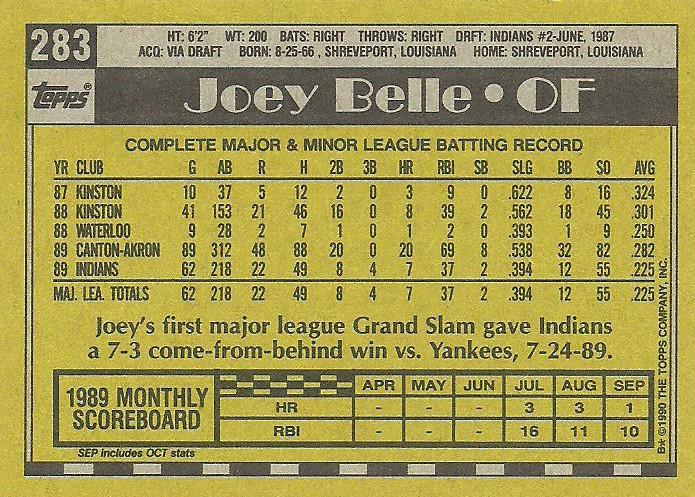 283
HT: 6'2" WT: 200 BATS: RIGHT THROWS: RIGHT DRFT: INDIANS #2-JUNE, 1987
ACQ: VIA DRAFT BORN: 8-25-66 , SHREVEPORT, LOUISIANA HOME: SHREVEPORT, LOUISIANA
TOPPS®
Joey Belle • OF
COMPLETE MAJOR & MINOR LEAGUE BATTING RECORD
YR CLUB G AB R H 2B 3B HR RBI SB SLG BB SO AVG
87 KINSTON 10 37 5 12 2 0 3 9 0 .622 8 16 .324
88 KINSTON 41 153 21 46 16 0 8 39 2 .562 18 45 .301
88 WATERLOO 9 28 2 7 1 0 1 2 0 .393 1 9 .250
89 CANTON-AKRON 89 312 48 88 20 0 20 69 8 .538 32 82 .282
89 INDIANS 62 218 22 49 8 4 7 37 2 .394 12 55 .225
MAJ. LEA. TOTALS 62 218 22 49 8 4 7 37 2 .394 12 55 .225
Joey's first major league Grand Slam gave Indians
a 7-3 come-from-behind win vs. Yankees, 7-24-89.
1989 MONTHLY
SCOREBOARD
APR MAY JUN JUL AUG SEP
HR - - - 3 3 1
RBI - - - 16 11 10
SEP includes OCT stats
B* ©1990 THE TOPPS COMPANY, INC.